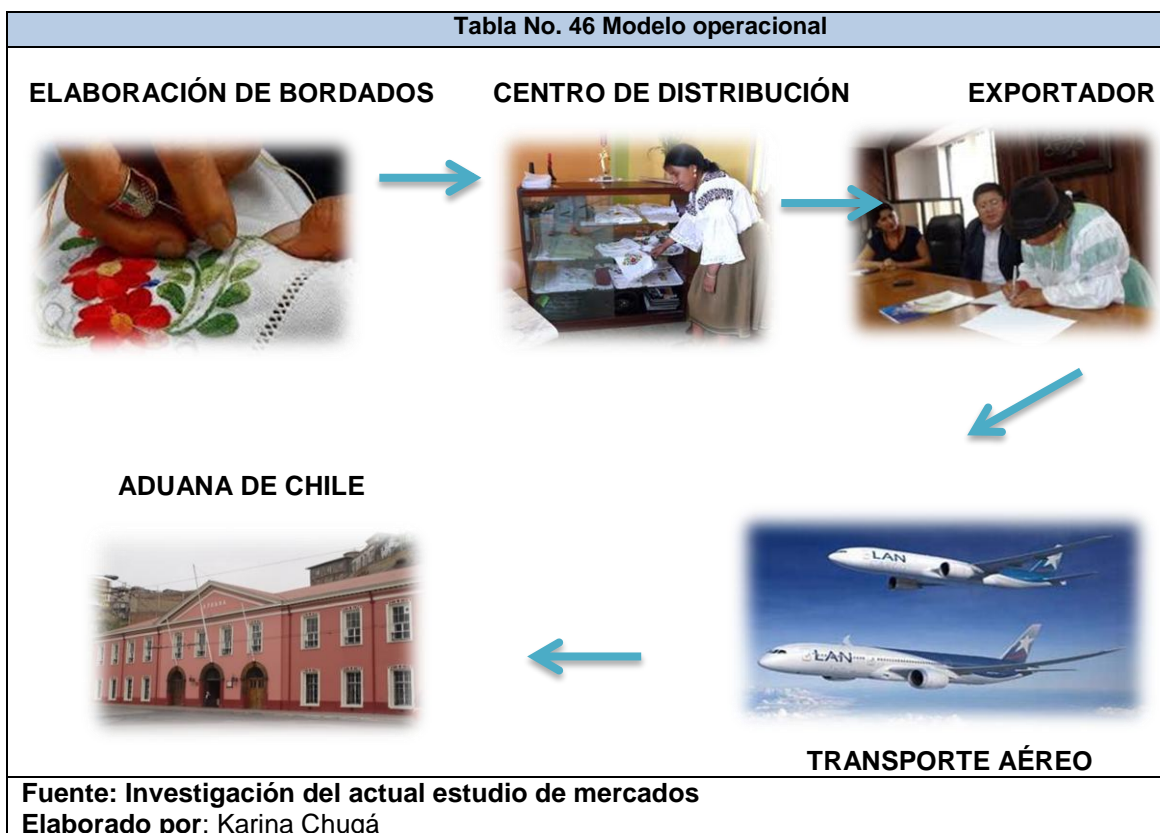 Tabla No. 46 Modelo operacional
ELABORACIÓN DE BORDADOS
CENTRO DE DISTRIBUCIÓN
EXPORTADOR
ADUANA DE CHILE
LAN
LAN
TRANSPORTE AÉREO
Fuente: Investigación del actual estudio de mercados
Elaborado por: Karina Chugá